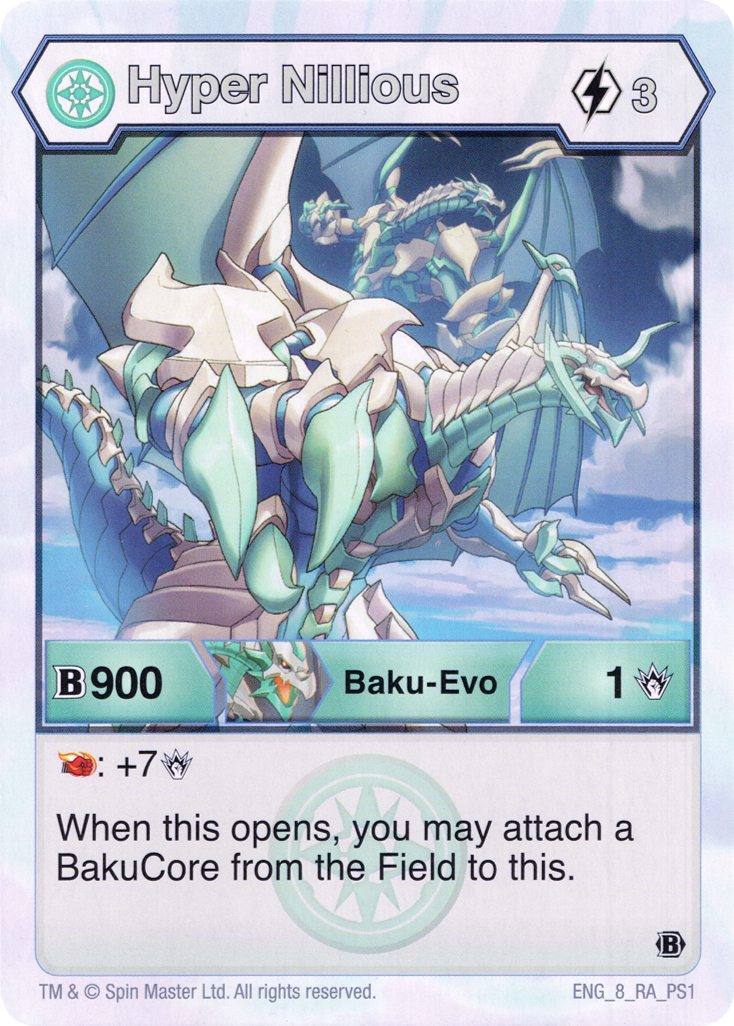 Hyper Nillious
3
B 900
Baku-Evo
1
: +7
When this opens, you may attach a
BakuCore from the Field to this.
B
TM & © Spin Master Ltd. All rights reserved.
ENG_8_RA_PS1